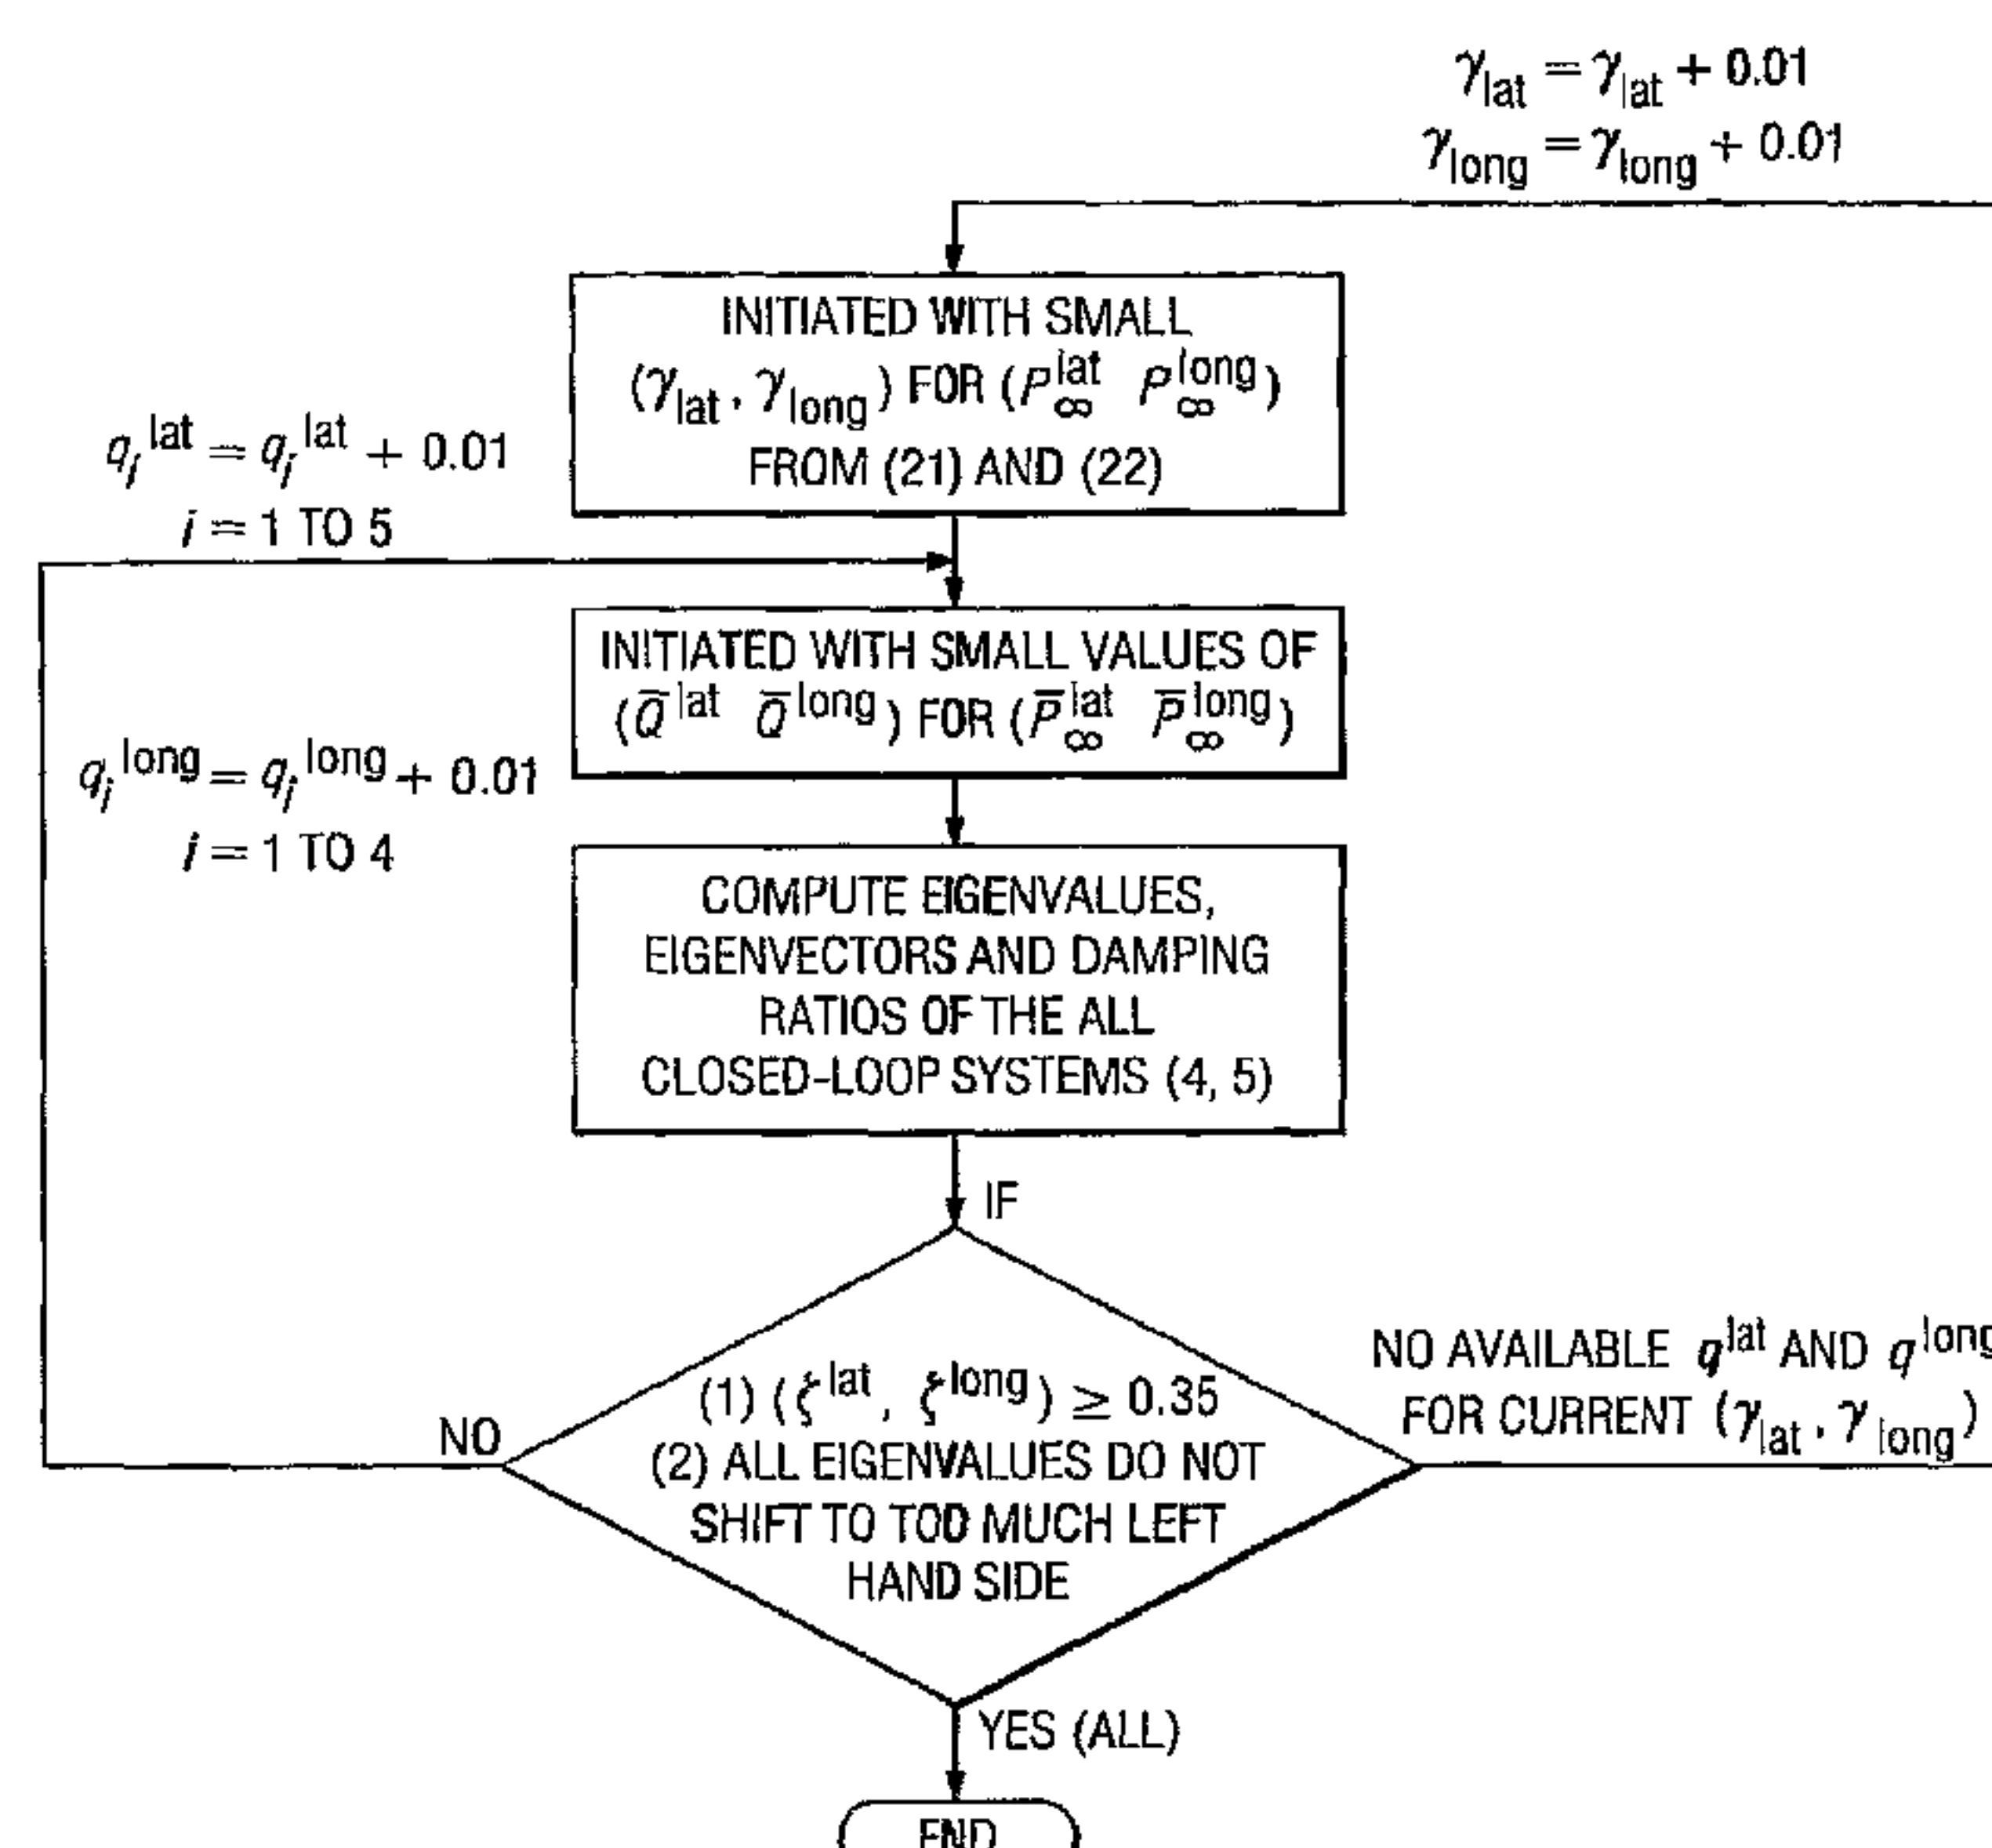 γ_lat = γ_lat + 0.01
γ_long = γ_long + 0.01
INITIATED WITH SMALL
(γ_lat, γ_long) FOR (P_∞^lat P_∞^long)
FROM (21) AND (22)
q_i^lat = q_i^lat + 0.01
i = 1 TO 5
INITIATED WITH SMALL VALUES OF
(Q̅^lat Q̅^long) FOR (P̅_∞^lat P̅_∞^long)
q_i^long = q_i^long + 0.01
i = 1 TO 4
COMPUTE EIGENVALUES,
EIGENVECTORS AND DAMPING
RATIOS OF THE ALL
CLOSED-LOOP SYSTEMS (4, 5)
IF
(1) (ζ^lat, ζ^long) ≥ 0.35
(2) ALL EIGENVALUES DO NOT
SHIFT TO TOO MUCH LEFT
HAND SIDE
NO
NO AVAILABLE q^lat AND q^long
FOR CURRENT (γ_lat, γ_long)
YES (ALL)
END